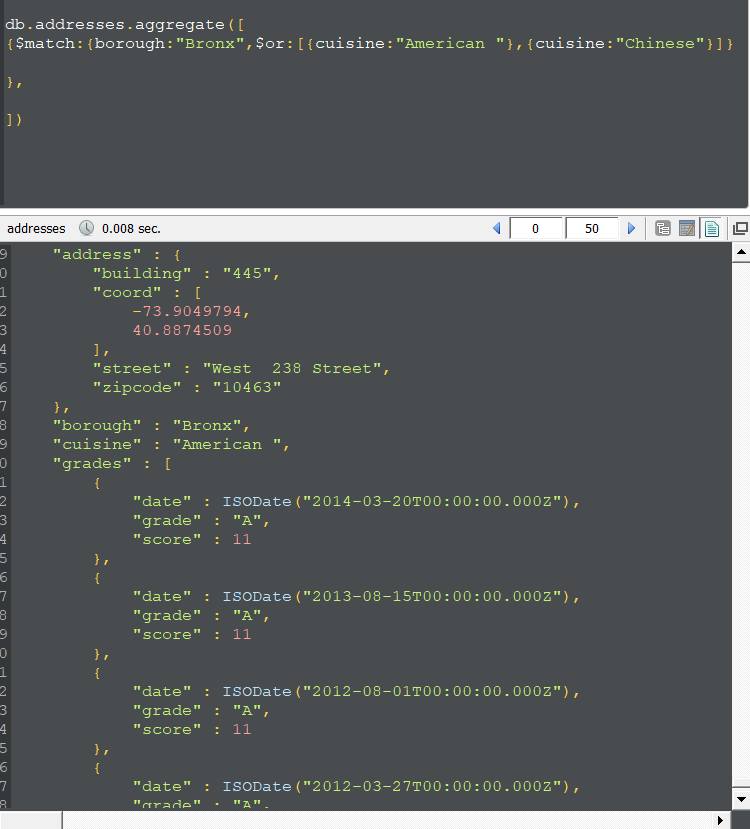 db.addresses.aggregate([
{$match:{borough:"Bronx",$or:[{cuisine:"American "},{cuisine:"Chinese"}]}
},
])
addresses 0.008 sec. 0 50
9 "address" : {
0 "building" : "445",
1 "coord" : [
2 -73.9049794,
3 40.8874509
4 ],
5 "street" : "West  238 Street",
6 "zipcode" : "10463"
7 },
8 "borough" : "Bronx",
9 "cuisine" : "American ",
0 "grades" : [
1 {
2 "date" : ISODate("2014-03-20T00:00:00.000Z"),
3 "grade" : "A",
4 "score" : 11
5 },
6 {
7 "date" : ISODate("2013-08-15T00:00:00.000Z"),
8 "grade" : "A",
9 "score" : 11
0 },
1 {
2 "date" : ISODate("2012-08-01T00:00:00.000Z"),
3 "grade" : "A",
4 "score" : 11
5 },
6 {
7 "date" : ISODate("2012-03-27T00:00:00.000Z"),
8 "grade" : "A",